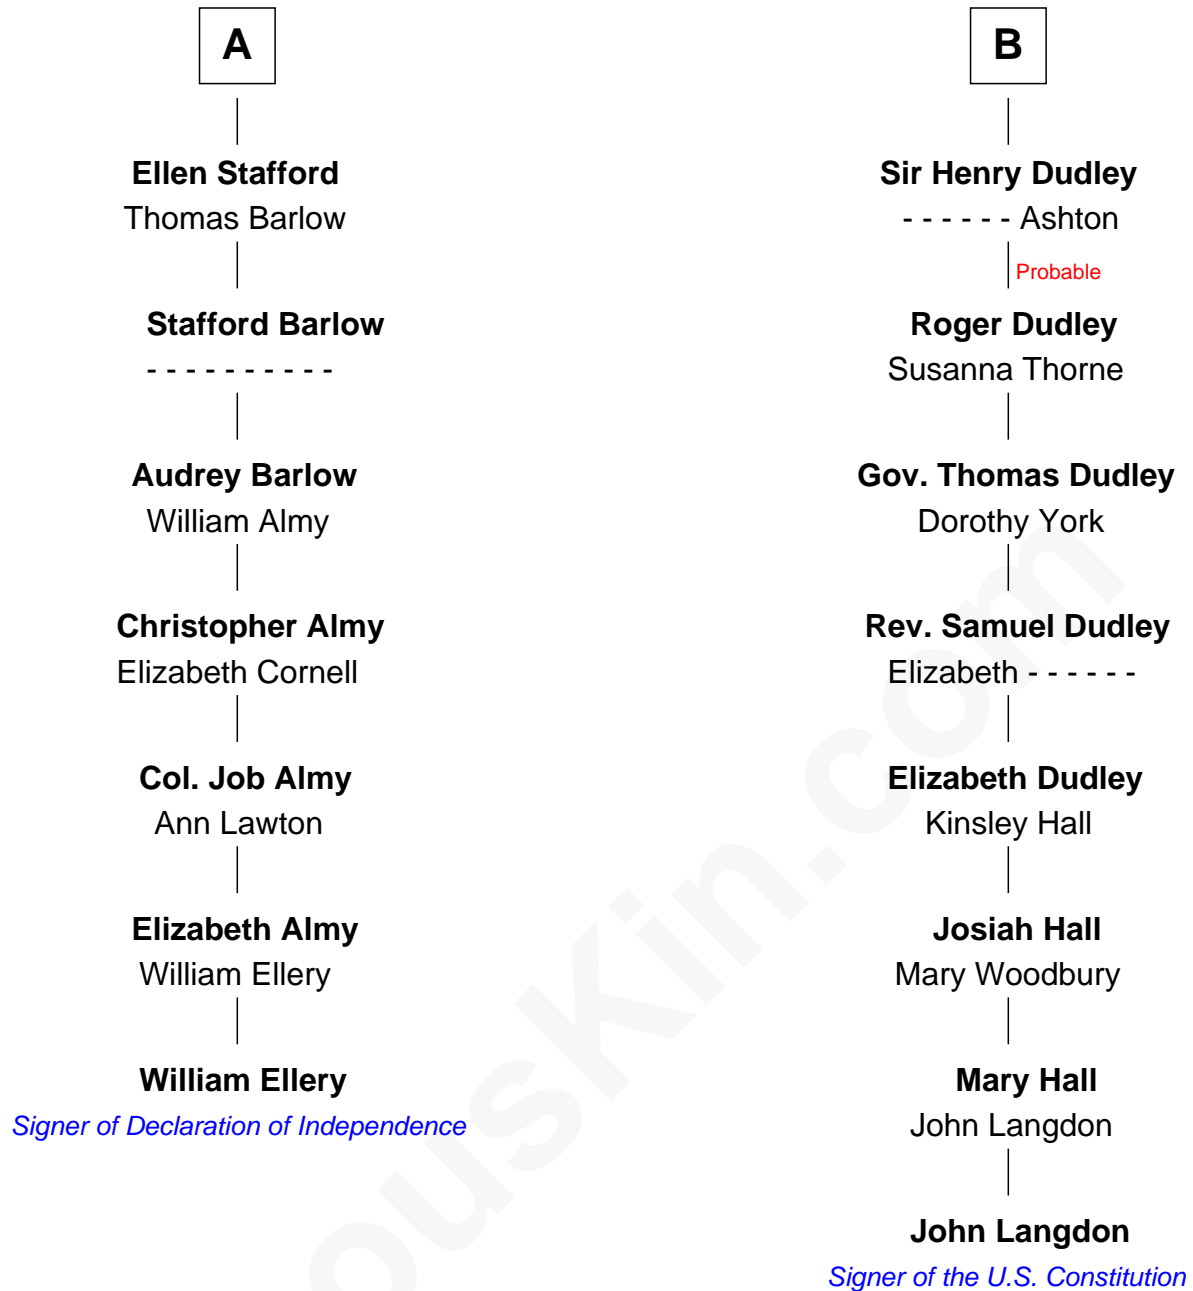 A
Ellen Stafford
Thomas Barlow
Stafford Barlow
- - - - - - - - - -
Audrey Barlow
William Almy
Christopher Almy
Elizabeth Cornell
Col. Job Almy
Ann Lawton
Elizabeth Almy
William Ellery
William Ellery
Signer of Declaration of Independence
B
Sir Henry Dudley
- - - - - - Ashton
Probable
Roger Dudley
Susanna Thorne
Gov. Thomas Dudley
Dorothy York
Rev. Samuel Dudley
Elizabeth - - - - - -
Elizabeth Dudley
Kinsley Hall
Josiah Hall
Mary Woodbury
Mary Hall
John Langdon
John Langdon
Signer of the U.S. Constitution
ousKin.com